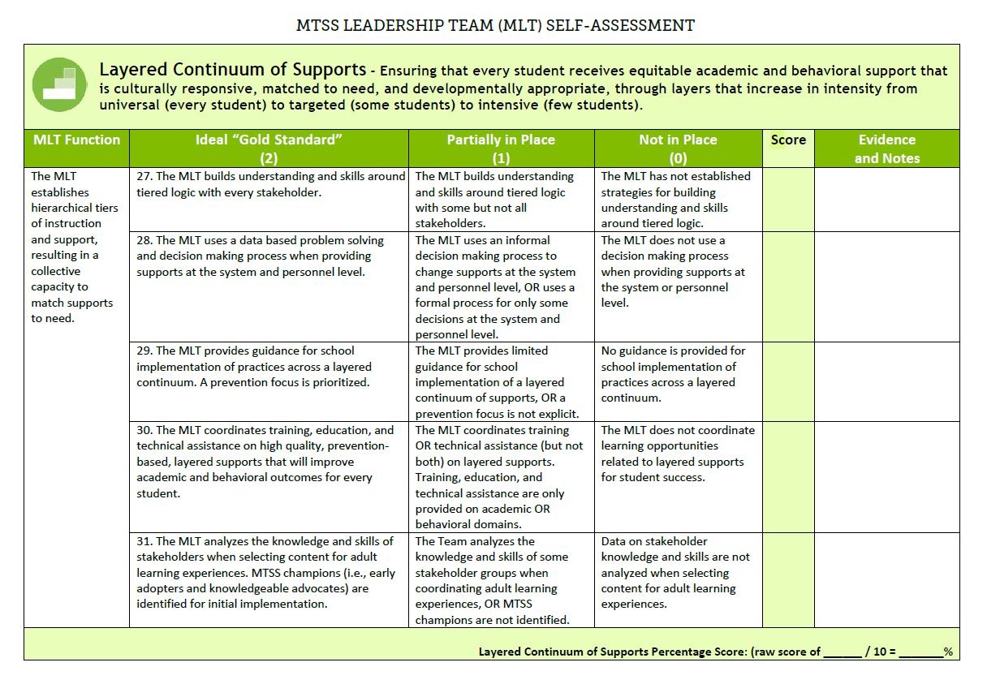 MTSS LEADERSHIP TEAM (MLT) SELF-ASSESSMENT
Layered Continuum of Supports - Ensuring that every student receives equitable academic and behavioral support that
is culturally responsive, matched to need, and developmentally appropriate, through layers that increase in intensity from
universal (every student) to targeted (some students) to intensive (few students).
MLT Function
Ideal “Gold Standard”
(2)
Partially in Place
(1)
Not in Place
(0)
Score
Evidence
and Notes
The MLT
establishes
hierarchical tiers
of instruction
and support,
resulting in a
collective
capacity to
match supports
to need.
27. The MLT builds understanding and skills around
tiered logic with every stakeholder.
The MLT builds understanding
and skills around tiered logic
with some but not all
stakeholders.
The MLT has not established
strategies for building
understanding and skills
around tiered logic.
28. The MLT uses a data based problem solving
and decision making process when providing
supports at the system and personnel level.
The MLT uses an informal
decision making process to
change supports at the system
and personnel level, OR uses a
formal process for only some
decisions at the system and
personnel level.
The MLT does not use a
decision making process
when providing supports at
the system or personnel
level.
29. The MLT provides guidance for school
implementation of practices across a layered
continuum. A prevention focus is prioritized.
The MLT provides limited
guidance for school
implementation of a layered
continuum of supports, OR a
prevention focus is not explicit.
No guidance is provided for
school implementation of
practices across a layered
continuum.
30. The MLT coordinates training, education, and
technical assistance on high quality, prevention-
based, layered supports that will improve
academic and behavioral outcomes for every
student.
The MLT coordinates training
OR technical assistance (but not
both) on layered supports.
Training, education, and
technical assistance are only
provided on academic OR
behavioral domains.
The MLT does not coordinate
learning opportunities
related to layered supports
for student success.
31. The MLT analyzes the knowledge and skills of
stakeholders when selecting content for adult
learning experiences. MTSS champions (i.e., early
adopters and knowledgeable advocates) are
identified for initial implementation.
The Team analyzes the
knowledge and skills of some
stakeholder groups when
coordinating adult learning
experiences, OR MTSS
champions are not identified.
Data on stakeholder
knowledge and skills are not
analyzed when selecting
content for adult learning
experiences.
Layered Continuum of Supports Percentage Score: (raw score of ______ / 10 = _______%